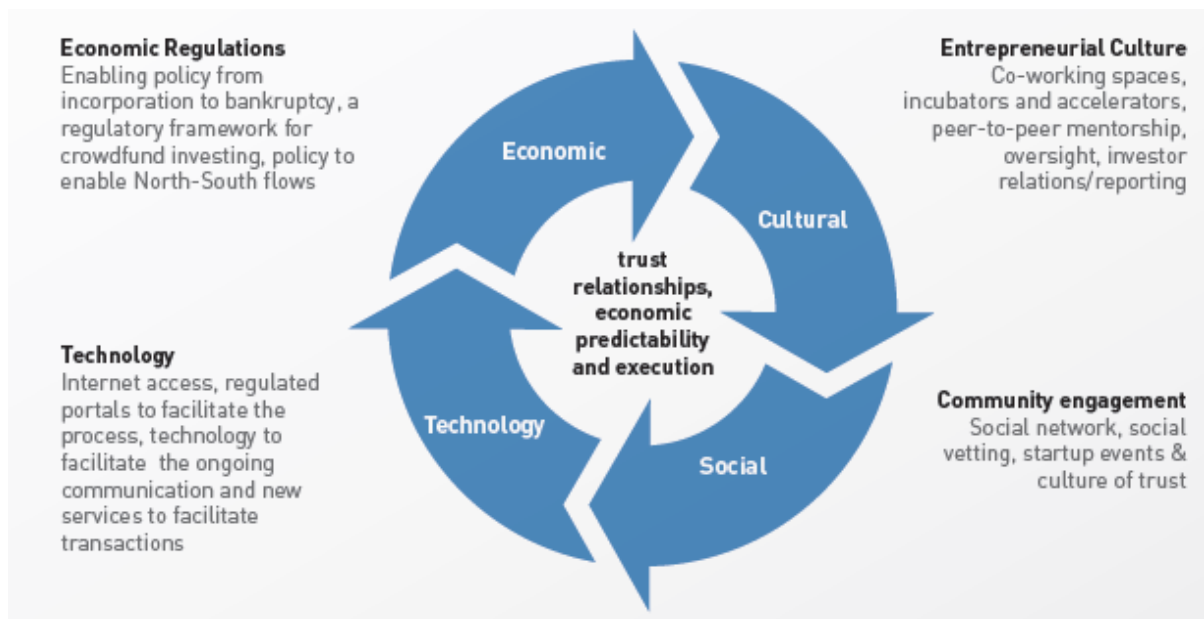 Economic Regulations
Enabling policy from
incorporation to bankruptcy, a
regulatory framework for
crowdfund investing, policy to
enable North-South flows
Entrepreneurial Culture
Co-working spaces,
incubators and accelerators,
peer-to-peer mentorship,
oversight, investor
relations/reporting
Economic
Cultural
trust
relationships,
economic
predictability
and execution
Technology
Social
Technology
Internet access, regulated
portals to facilitate the
process, technology to
facilitate the ongoing
communication and new
services to facilitate
transactions
Community engagement
Social network, social
vetting, startup events &
culture of trust